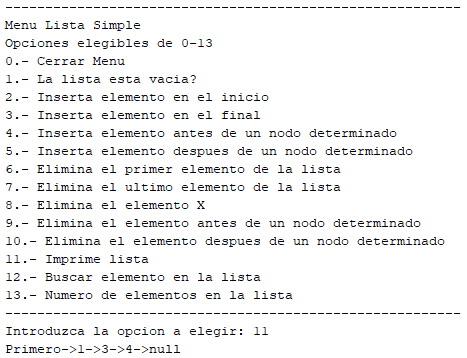 ---------------------------------------------------------
Menu Lista Simple
Opciones elegibles de 0-13
0.- Cerrar Menu
1.- La lista esta vacia?
2.- Inserta elemento en el inicio
3.- Inserta elemento en el final
4.- Inserta elemento antes de un nodo determinado
5.- Inserta elemento despues de un nodo determinado
6.- Elimina el primer elemento de la lista
7.- Elimina el ultimo elemento de la lista
8.- Elimina el elemento X
9.- Elimina el elemento antes de un nodo determinado
10.- Elimina el elemento despues de un nodo determinado
11.- Imprime lista
12.- Buscar elemento en la lista
13.- Numero de elementos en la lista
---------------------------------------------------------
Introduzca la opcion a elegir: 11
Primero->1->3->4->null